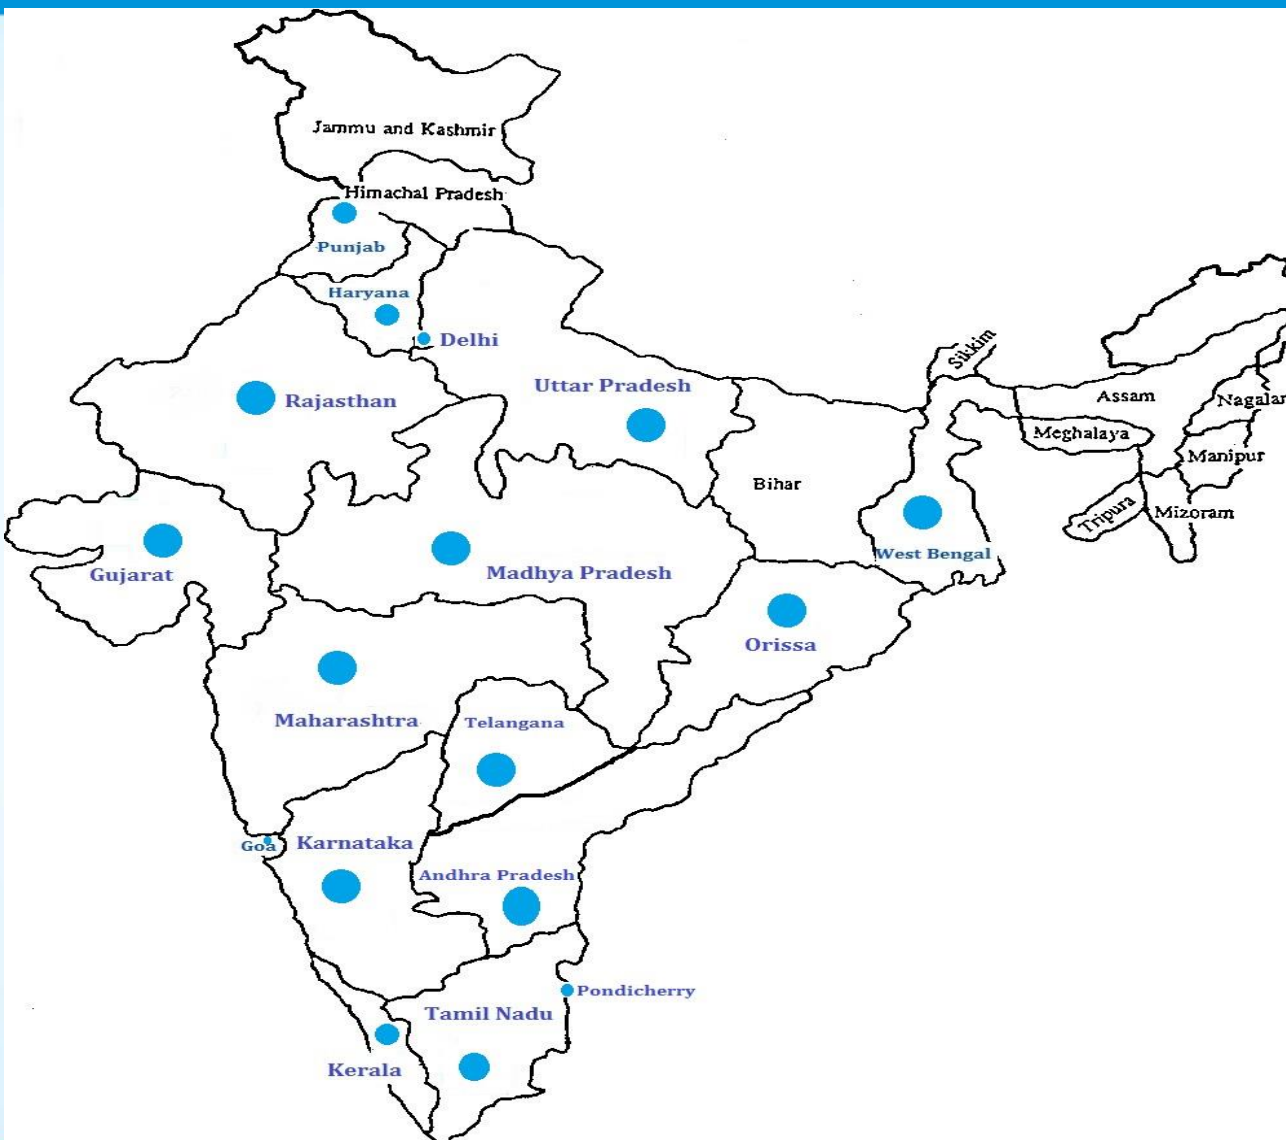 Jammu and Kashmir
Himachal Pradesh
Punjab
Haryana
Delhi
Sikkim
Uttar Pradesh
Rajasthan
Assam
Nagalan
Meghalaya
Manipur
Bihar
Tripura
Mizoram
West Bengal
Gujarat
Madhya Pradesh
Orissa
Maharashtra
Telangana
Goa
Karnataka
Andhra Pradesh
Pondicherry
Tamil Nadu
Kerala